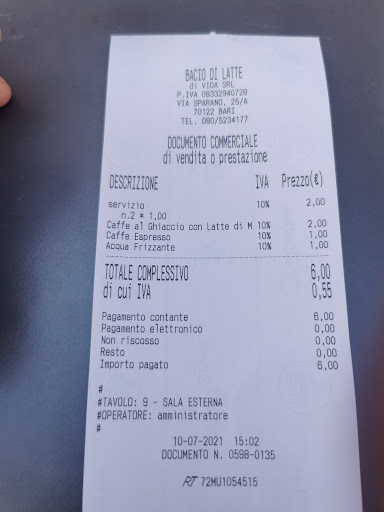 BACIO DI LATTE
di VIDA SRL
P.IVA 08332940728
VIA SPARANO, 25/A
70122 BARI
TEL. 080/5234177
DOCUMENTO COMMERCIALE
di vendita o prestazione
DESCRIZIONE IVA Prezzo(€)
servizio 10% 2,00
n.2 * 1,00
Caffe al Ghiaccio con Latte di M 10% 2,00
Caffe Espresso 10% 1,00
Acqua Frizzante 10% 1,00
TOTALE COMPLESSIVO 6,00
di cui IVA 0,55
Pagamento contante 6,00
Pagamento elettronico 0,00
Non riscosso 0,00
Resto 0,00
Importo pagato 6,00
#
#TAVOLO: 9 - SALA ESTERNA
#OPERATORE: amministratore
#
10-07-2021 15:02
DOCUMENTO N. 0598-0135
RT 72MU1054515